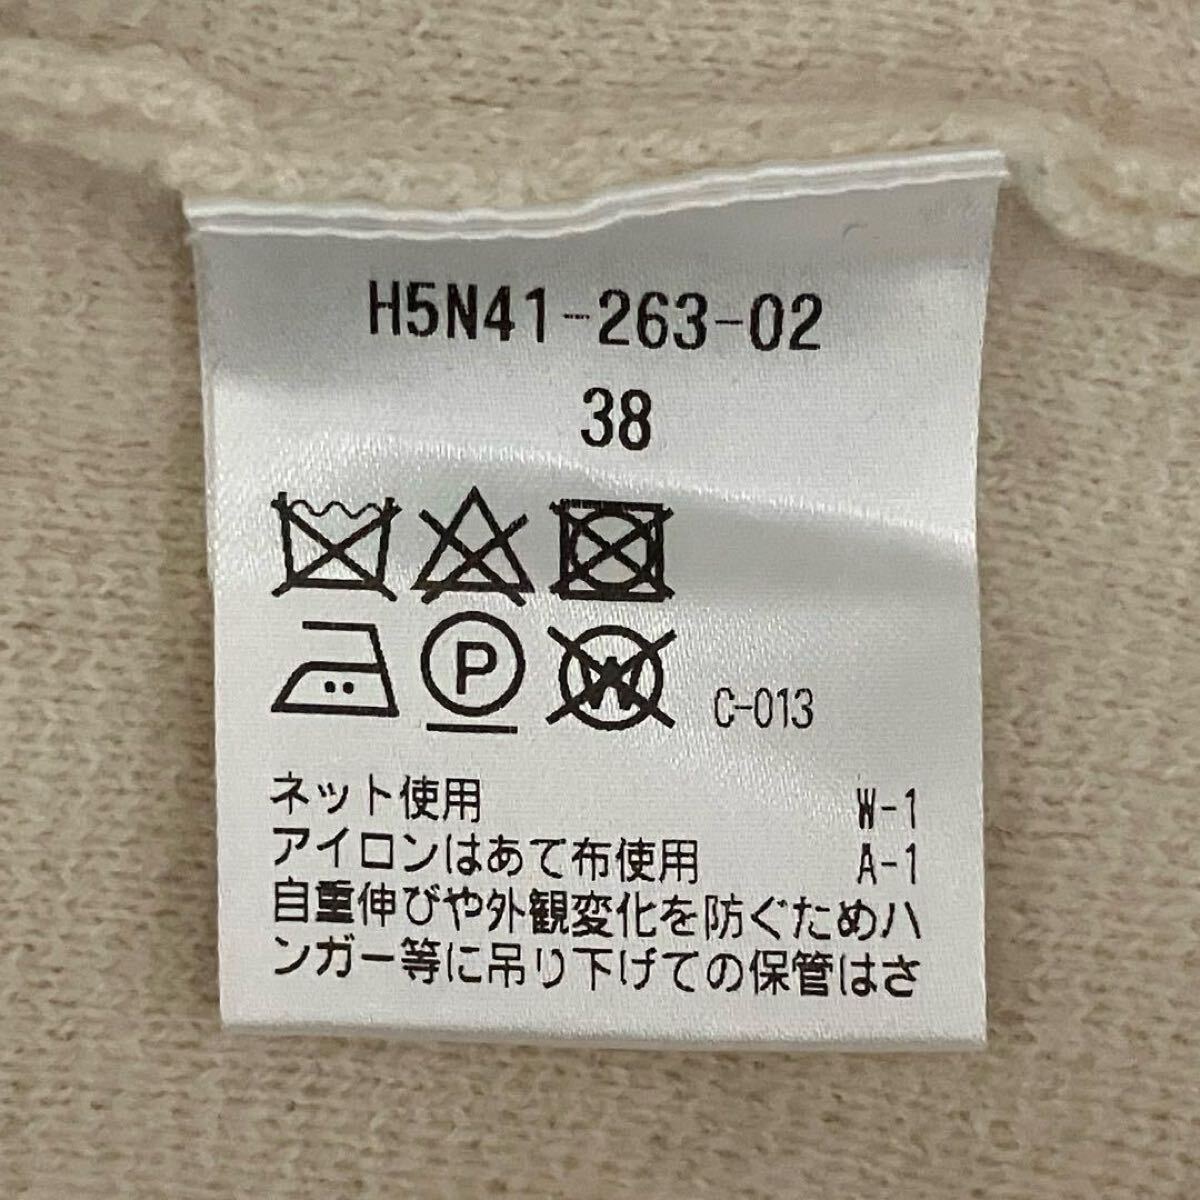 H5N41-263-02
38
P
W
C-013
ネット使用 W-1
アイロンはあて布使用 A-1
自重伸びや外観変化を防ぐためハ
ンガー等に吊り下げての保管はさ